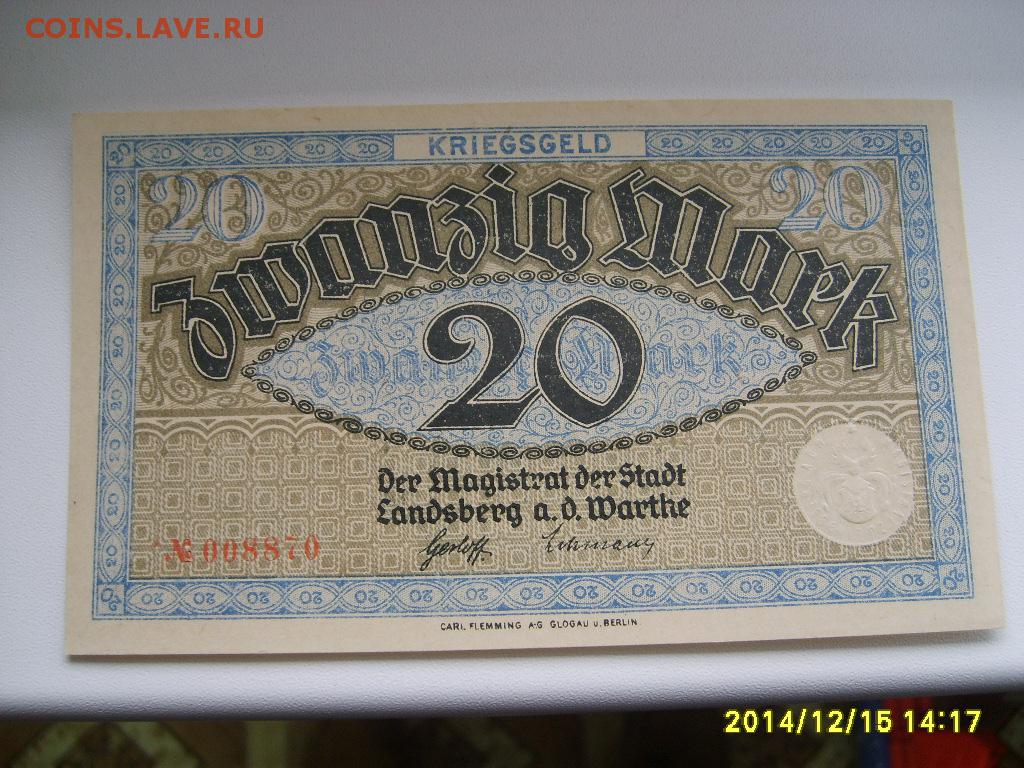 COINS.LAVE.RU
KRIEGSGELD
20 20
Zwanzig Mark
20
Der Magistrat der Stadt
Landsberg a. d. Warthe
№ 008870
Gerloff
CARL FLEMMING A-G GLOGAU u. BERLIN.
2014/12/15 14:17